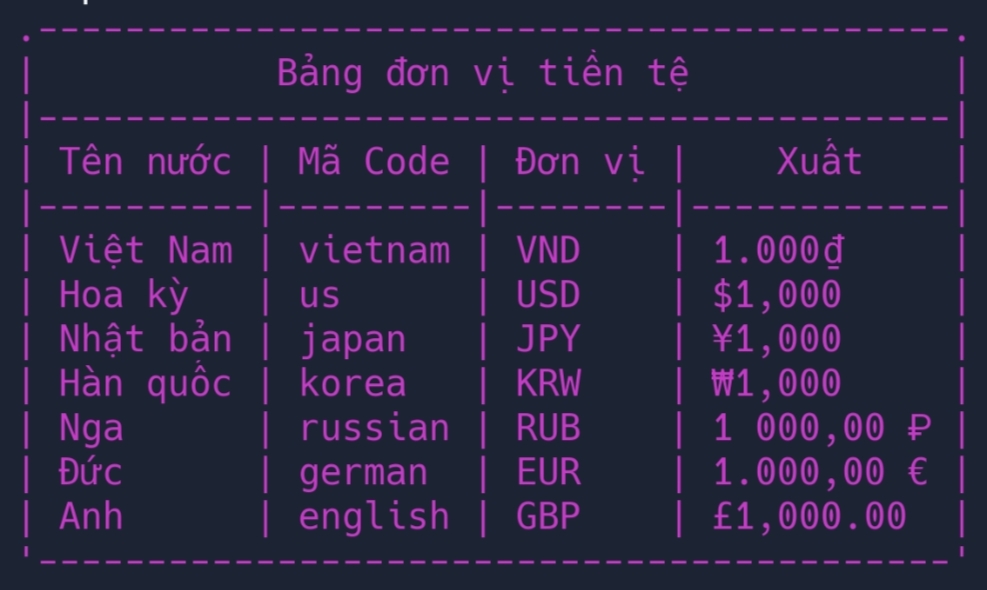 .------------------------------------------.
|           Bảng đơn vị tiền tệ            |
|------------------------------------------|
| Tên nước | Mã Code | Đơn vị |    Xuất    |
|----------|---------|--------|------------|
| Việt Nam | vietnam | VND    | 1.000₫     |
| Hoa kỳ   | us      | USD    | $1,000     |
| Nhật bản | japan   | JPY    | ¥1,000     |
| Hàn quốc | korea   | KRW    | ₩1,000     |
| Nga      | russian | RUB    | 1 000,00 ₽ |
| Đức      | german  | EUR    | 1.000,00 € |
| Anh      | english | GBP    | £1,000.00  |
'------------------------------------------'